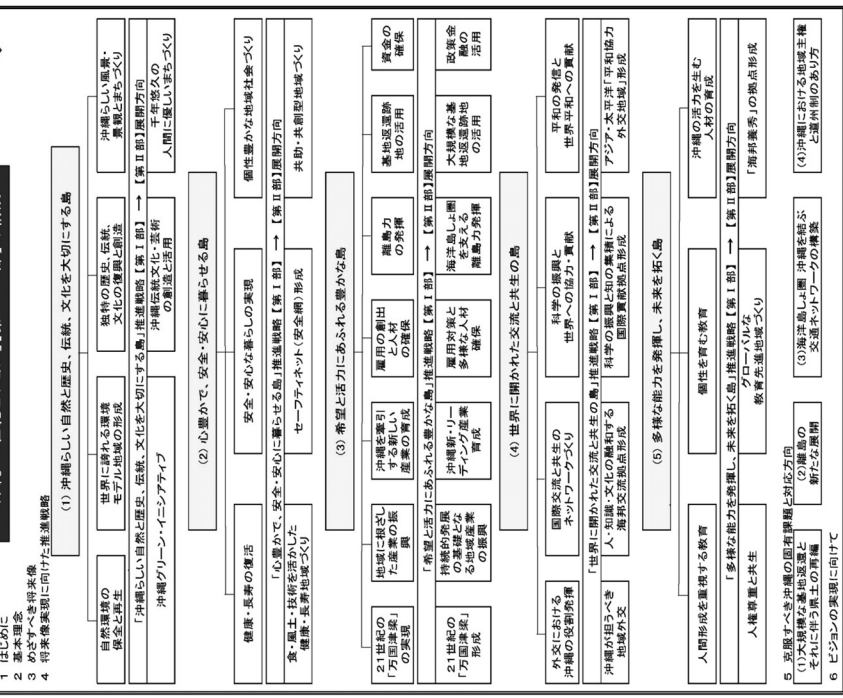 1 はじめに
2 基本理念
3 めざすべき将来像
4 将来像実現に向けた推進戦略
(1) 沖縄らしい自然と歴史、伝統、文化を大切にする島
自然環境の
保全と再生
世界に誇れる環境
モデル地域の形成
独特の歴史、伝統、
文化の復興と創造
沖縄らしい風景・
景観とまちづくり
「沖縄らしい自然と歴史、伝統、文化を大切にする島」推進戦略【第Ⅰ部】 → 【第Ⅱ部】展開方向
沖縄グリーン・イニシアティブ
沖縄伝統文化・芸術
の創造と活用
千年悠久の
人間に優しいまちづくり
(2) 心豊かで、安全・安心に暮らせる島
健康・長寿の復活
安全・安心な暮らしの実現
個性豊かな地域社会づくり
「心豊かで、安全・安心に暮らせる島」推進戦略【第Ⅰ部】 → 【第Ⅱ部】展開方向
食・風土・技術を活かした
健康・長寿地域づくり
セーフティネット(安全網)形成
共助・共創型地域づくり
(3) 希望と活力にあふれる豊かな島
21世紀の
「万国津梁」
の実現
地域に根ざし
た産業の振
興
沖縄を牽引
する新しい
産業の育成
雇用の創出
と人材
の確保
離島力
の発揮
基地返還跡
地の活用
資金の
確保
「希望と活力にあふれる豊かな島」推進戦略【第Ⅰ部】 → 【第Ⅱ部】展開方向
21世紀の
「万国津梁」
形成
持続的発展
の基礎とな
る地域産業
の振興
沖縄新・リー
ディング産業
育成
雇用対策と
多様な人材
確保
海洋島しょ圏
を支える
離島力発揮
大規模な基
地返還跡地
の活用
政策金
融の
活用
(4) 世界に開かれた交流と共生の島
外交における
沖縄の役割発揮
国際交流と共生の
ネットワークづくり
科学の振興と
世界への協力・貢献
平和の発信と
世界平和への貢献
「世界に開かれた交流と共生の島」推進戦略【第Ⅰ部】 → 【第Ⅱ部】展開方向
沖縄が担うべき
地域外交
人・知識・文化の融和する
海邦交流拠点形成
科学の振興と知の集積による
国際貢献拠点形成
アジア・太平洋「平和協力
外交地域」形成
(5) 多様な能力を発揮し、未来を拓く島
人間形成を重視する教育
個性を育む教育
沖縄の活力を生む
人材の育成
「多様な能力を発揮し、未来を拓く島」推進戦略【第Ⅰ部】 → 【第Ⅱ部】展開方向
人権尊重と共生
グローバルな
教育先進地域づくり
「海邦養秀」の拠点形成
5 克服すべき沖縄の固有課題と対応方向
(1)大規模な基地返還と
それに伴う県土の再編
(2)離島の
新たな展開
(3)海洋島しょ圏 沖縄を結ぶ
交通ネットワークの構築
(4)沖縄における地域主権
と道州制のあり方
6 ビジョンの実現に向けて